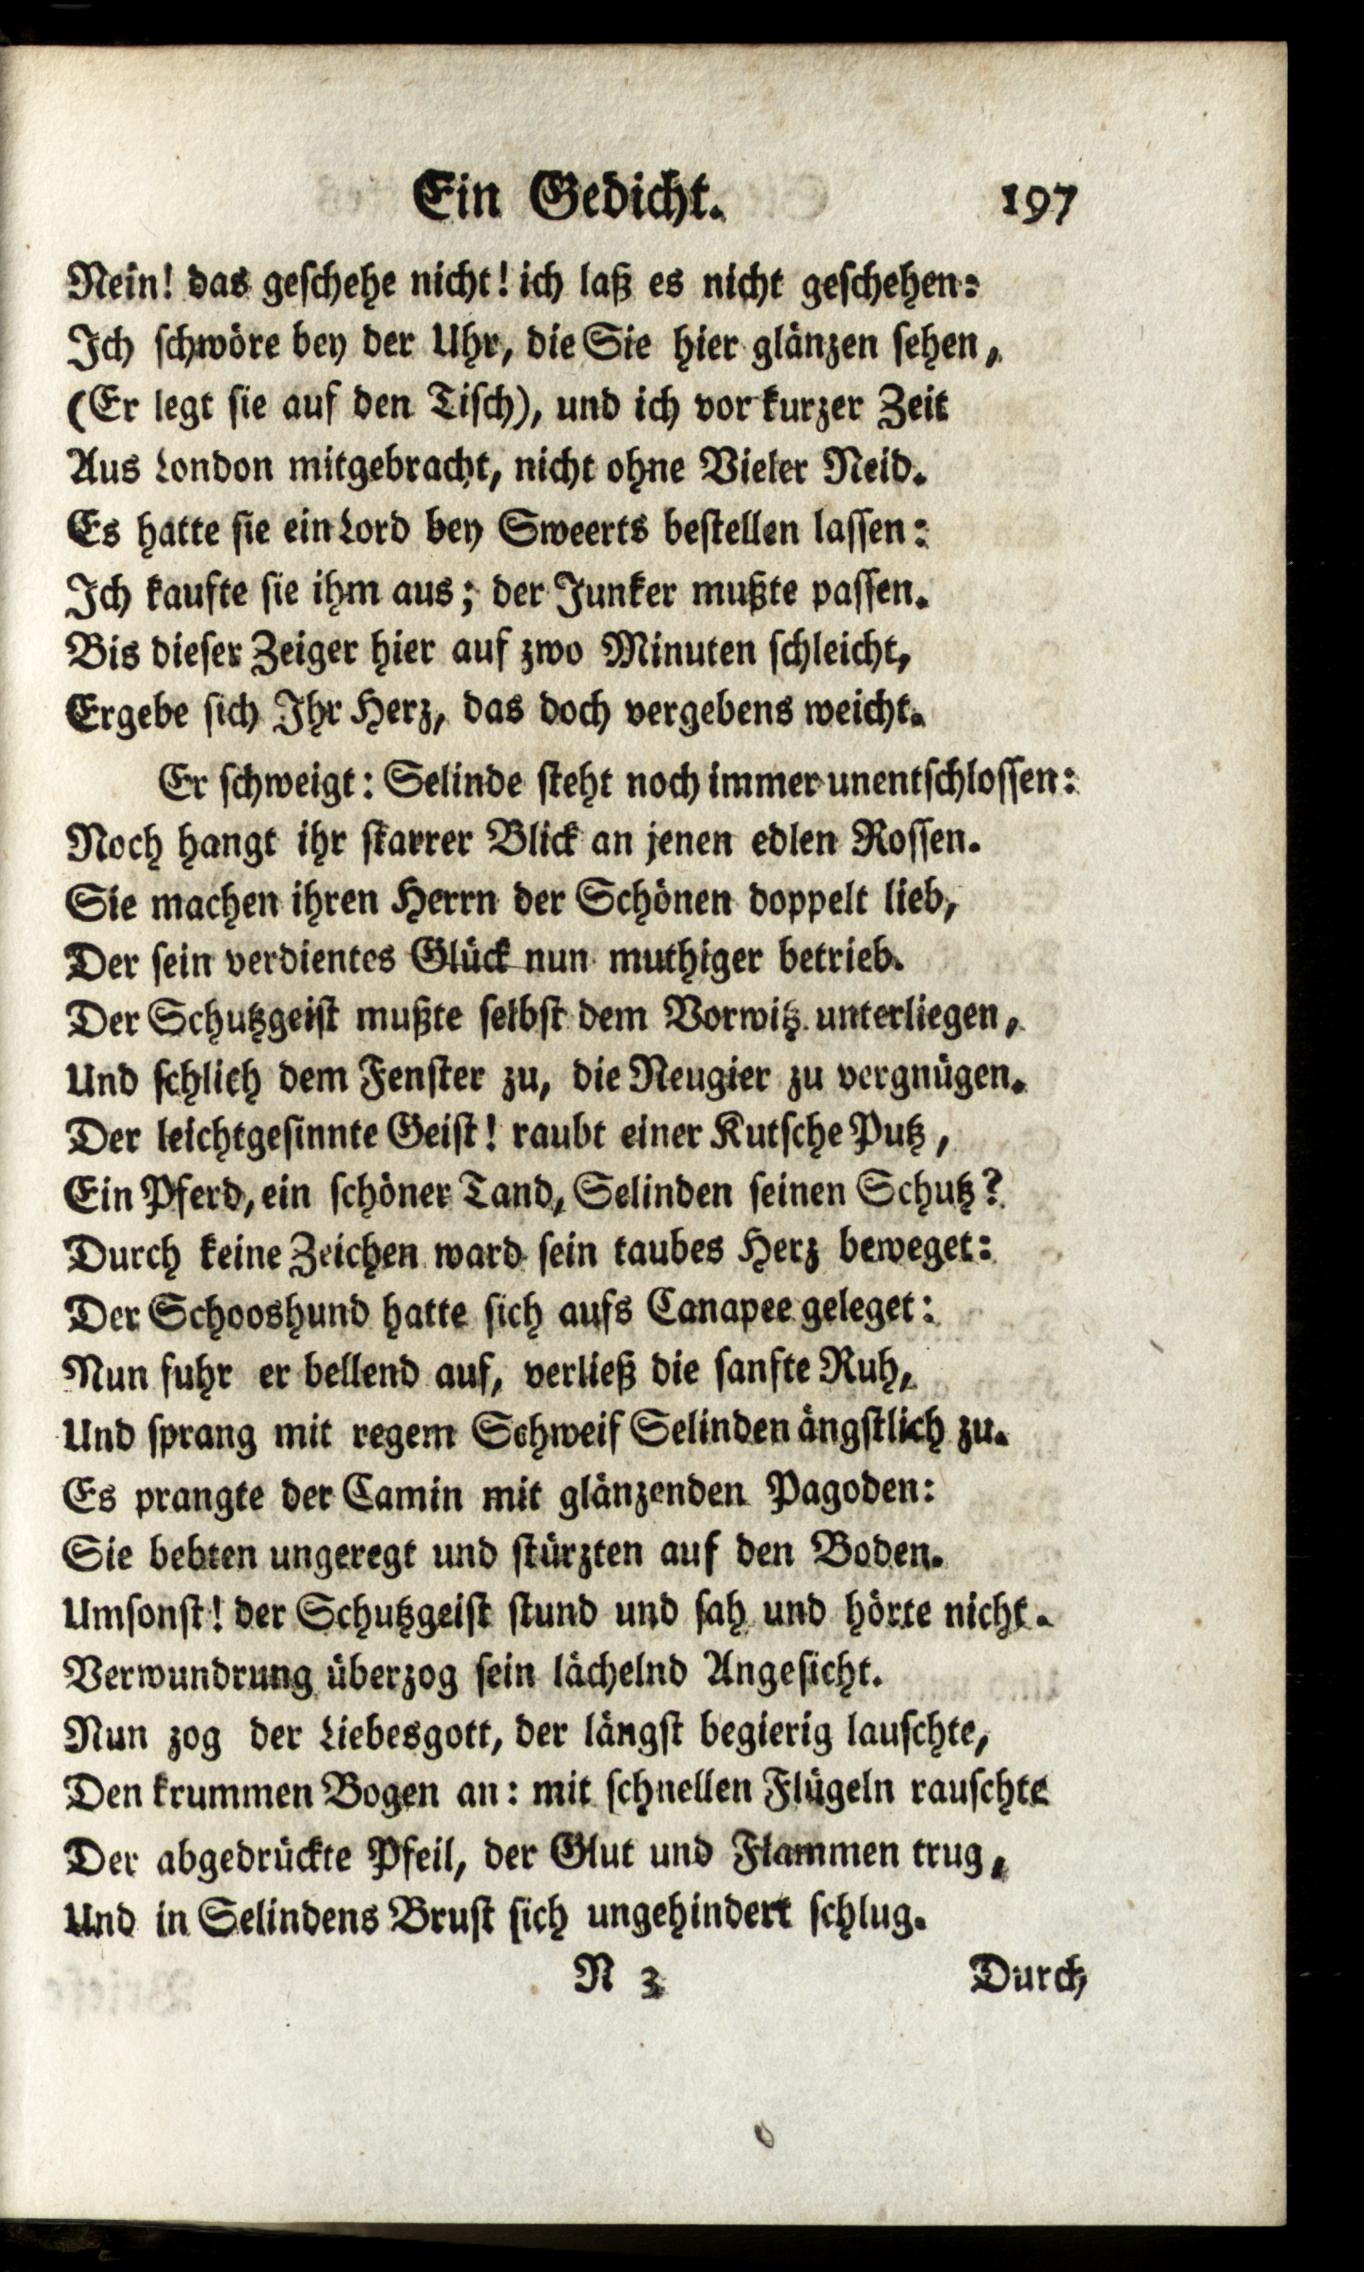 Ein Gedicht. 197
Nein! das geschehe nicht! ich laß es nicht geschehen:
Ich schwöre bey der Uhr, die Sie hier glänzen sehen,
(Er legt sie auf den Tisch), und ich vor kurzer Zeit
Aus London mitgebracht, nicht ohne Vieler Neid.
Es hatte sie ein Lord bey Sweerts bestellen lassen:
Ich kaufte sie ihm aus; der Junker mußte passen.
Bis dieser Zeiger hier auf zwo Minuten schleicht,
Ergebe sich Ihr Herz, das doch vergebens weicht.
Er schweigt: Selinde steht noch immer unentschlossen:
Noch hangt ihr starrer Blick an jenen edlen Rossen.
Sie machen ihren Herrn der Schönen doppelt lieb,
Der sein verdientes Glück nun muthiger betrieb.
Der Schutzgeist mußte selbst dem Vorwitz unterliegen,
Und schlich dem Fenster zu, die Neugier zu vergnügen.
Der leichtgesinnte Geist! raubt einer Kutsche Putz,
Ein Pferd, ein schöner Tand, Selinden seinen Schutz?
Durch keine Zeichen ward sein taubes Herz beweget:
Der Schooshund hatte sich aufs Canapee geleget:
Nun fuhr er bellend auf, verließ die sanfte Ruh,
Und sprang mit regem Schweif Selinden ängstlich zu.
Es prangte der Camin mit glänzenden Pagoden:
Sie bebten ungeregt und stürzten auf den Boden.
Umsonst! der Schutzgeist stund und sah und hörte nicht.
Verwundrung überzog sein lächelnd Angesicht.
Nun zog der Liebesgott, der längst begierig lauschte,
Den krummen Bogen an: mit schnellen Flügeln rauschte
Der abgedrückte Pfeil, der Glut und Flammen trug,
Und in Selindens Brust sich ungehindert schlug.
N 3 Durch